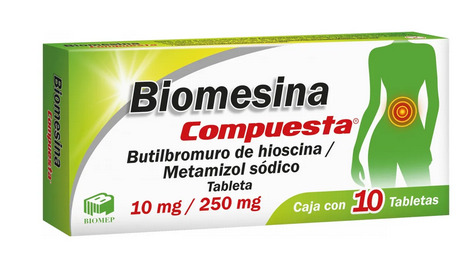 Biomesina
Compuesta®
Butilbromuro de hioscina /
Metamizol sódico
Tableta
10 mg / 250 mg
Caja con 10 Tabletas
Biomesina
Compuesta®
BIOMEP